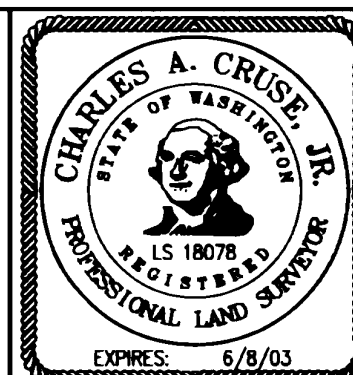 CHARLES A. CRUSE, JR.
STATE OF WASHINGTON
LS 18078
REGISTERED
PROFESSIONAL LAND SURVEYOR
EXPIRES: 6/8/03